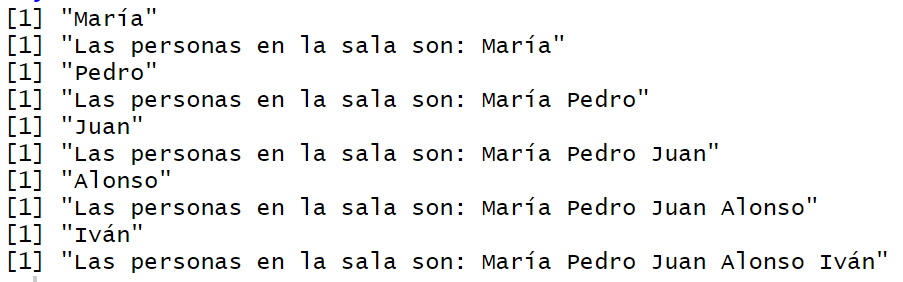 [1] "María"
[1] "Las personas en la sala son: María"
[1] "Pedro"
[1] "Las personas en la sala son: María Pedro"
[1] "Juan"
[1] "Las personas en la sala son: María Pedro Juan"
[1] "Alonso"
[1] "Las personas en la sala son: María Pedro Juan Alonso"
[1] "Iván"
[1] "Las personas en la sala son: María Pedro Juan Alonso Iván"